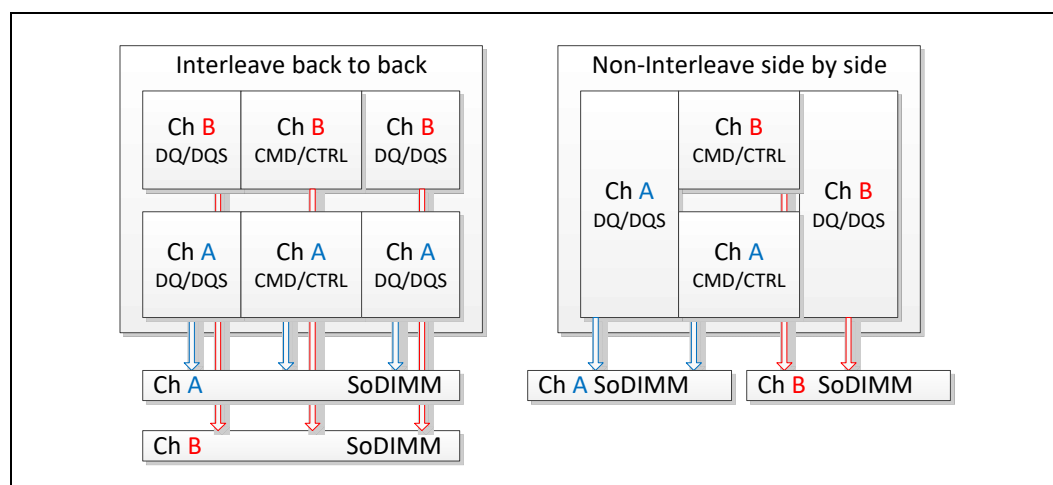 Interleave back to back
Ch B
DQ/DQS
Ch B
CMD/CTRL
Ch B
DQ/DQS
Ch A
DQ/DQS
Ch A
CMD/CTRL
Ch A
DQ/DQS
Ch A SoDIMM
Ch B SoDIMM
Non-Interleave side by side
Ch A
DQ/DQS
Ch B
CMD/CTRL
Ch A
CMD/CTRL
Ch B
DQ/DQS
Ch A SoDIMM
Ch B SoDIMM